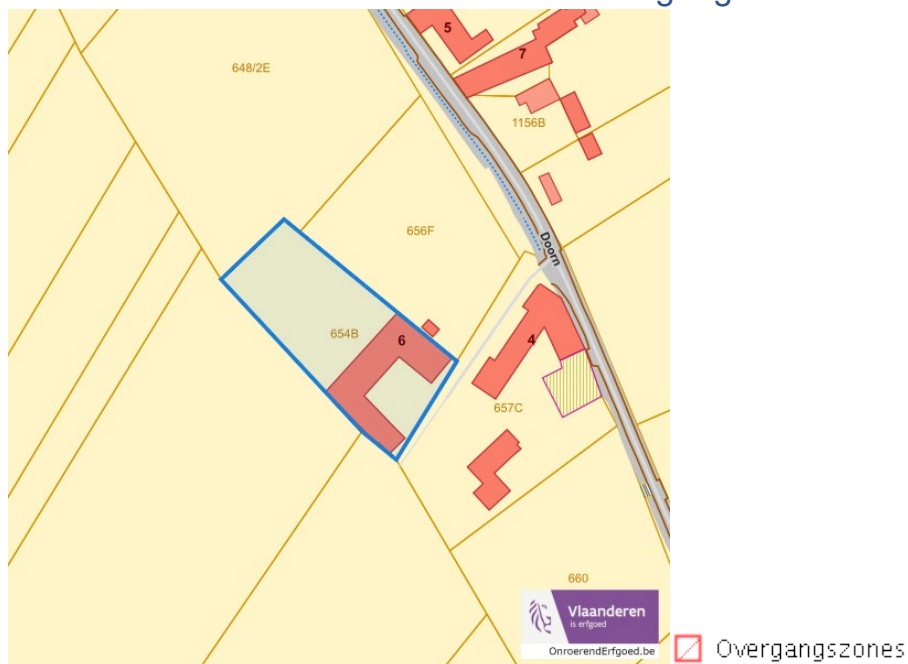 5
7
648/2E
1156B
656F
Doorn
654B
6
4
657C
660
Vlaanderen
is erfgoed
OnroerendErfgoed.be
Overgangszones